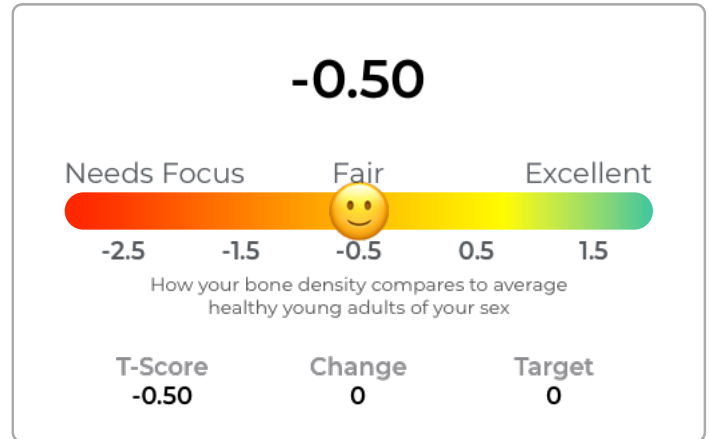 -0.50
Needs Focus Fair Excellent
-2.5 -1.5 -0.5 0.5 1.5
How your bone density compares to average
healthy young adults of your sex
T-Score Change Target
-0.50 0 0